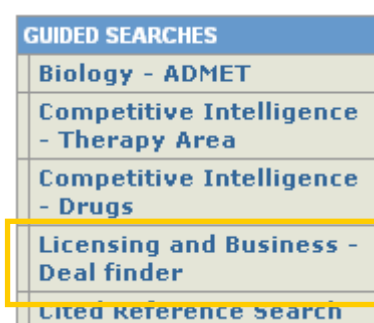 GUIDED SEARCHES
Biology - ADMET
Competitive Intelligence
- Therapy Area
Competitive Intelligence
- Drugs
Licensing and Business -
Deal finder
Cited Reference Search